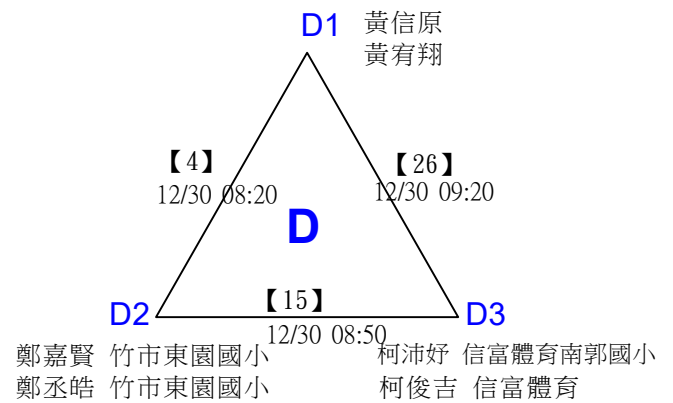 D1 黃信原
黃宥翔
【4】 【26】
12/30 08:20 12/30 09:20
D
D2 【15】 D3
12/30 08:50
鄭嘉賢 竹市東園國小 柯沛妤 信富體育南郭國小
鄭丞皓 竹市東園國小 柯俊吉 信富體育